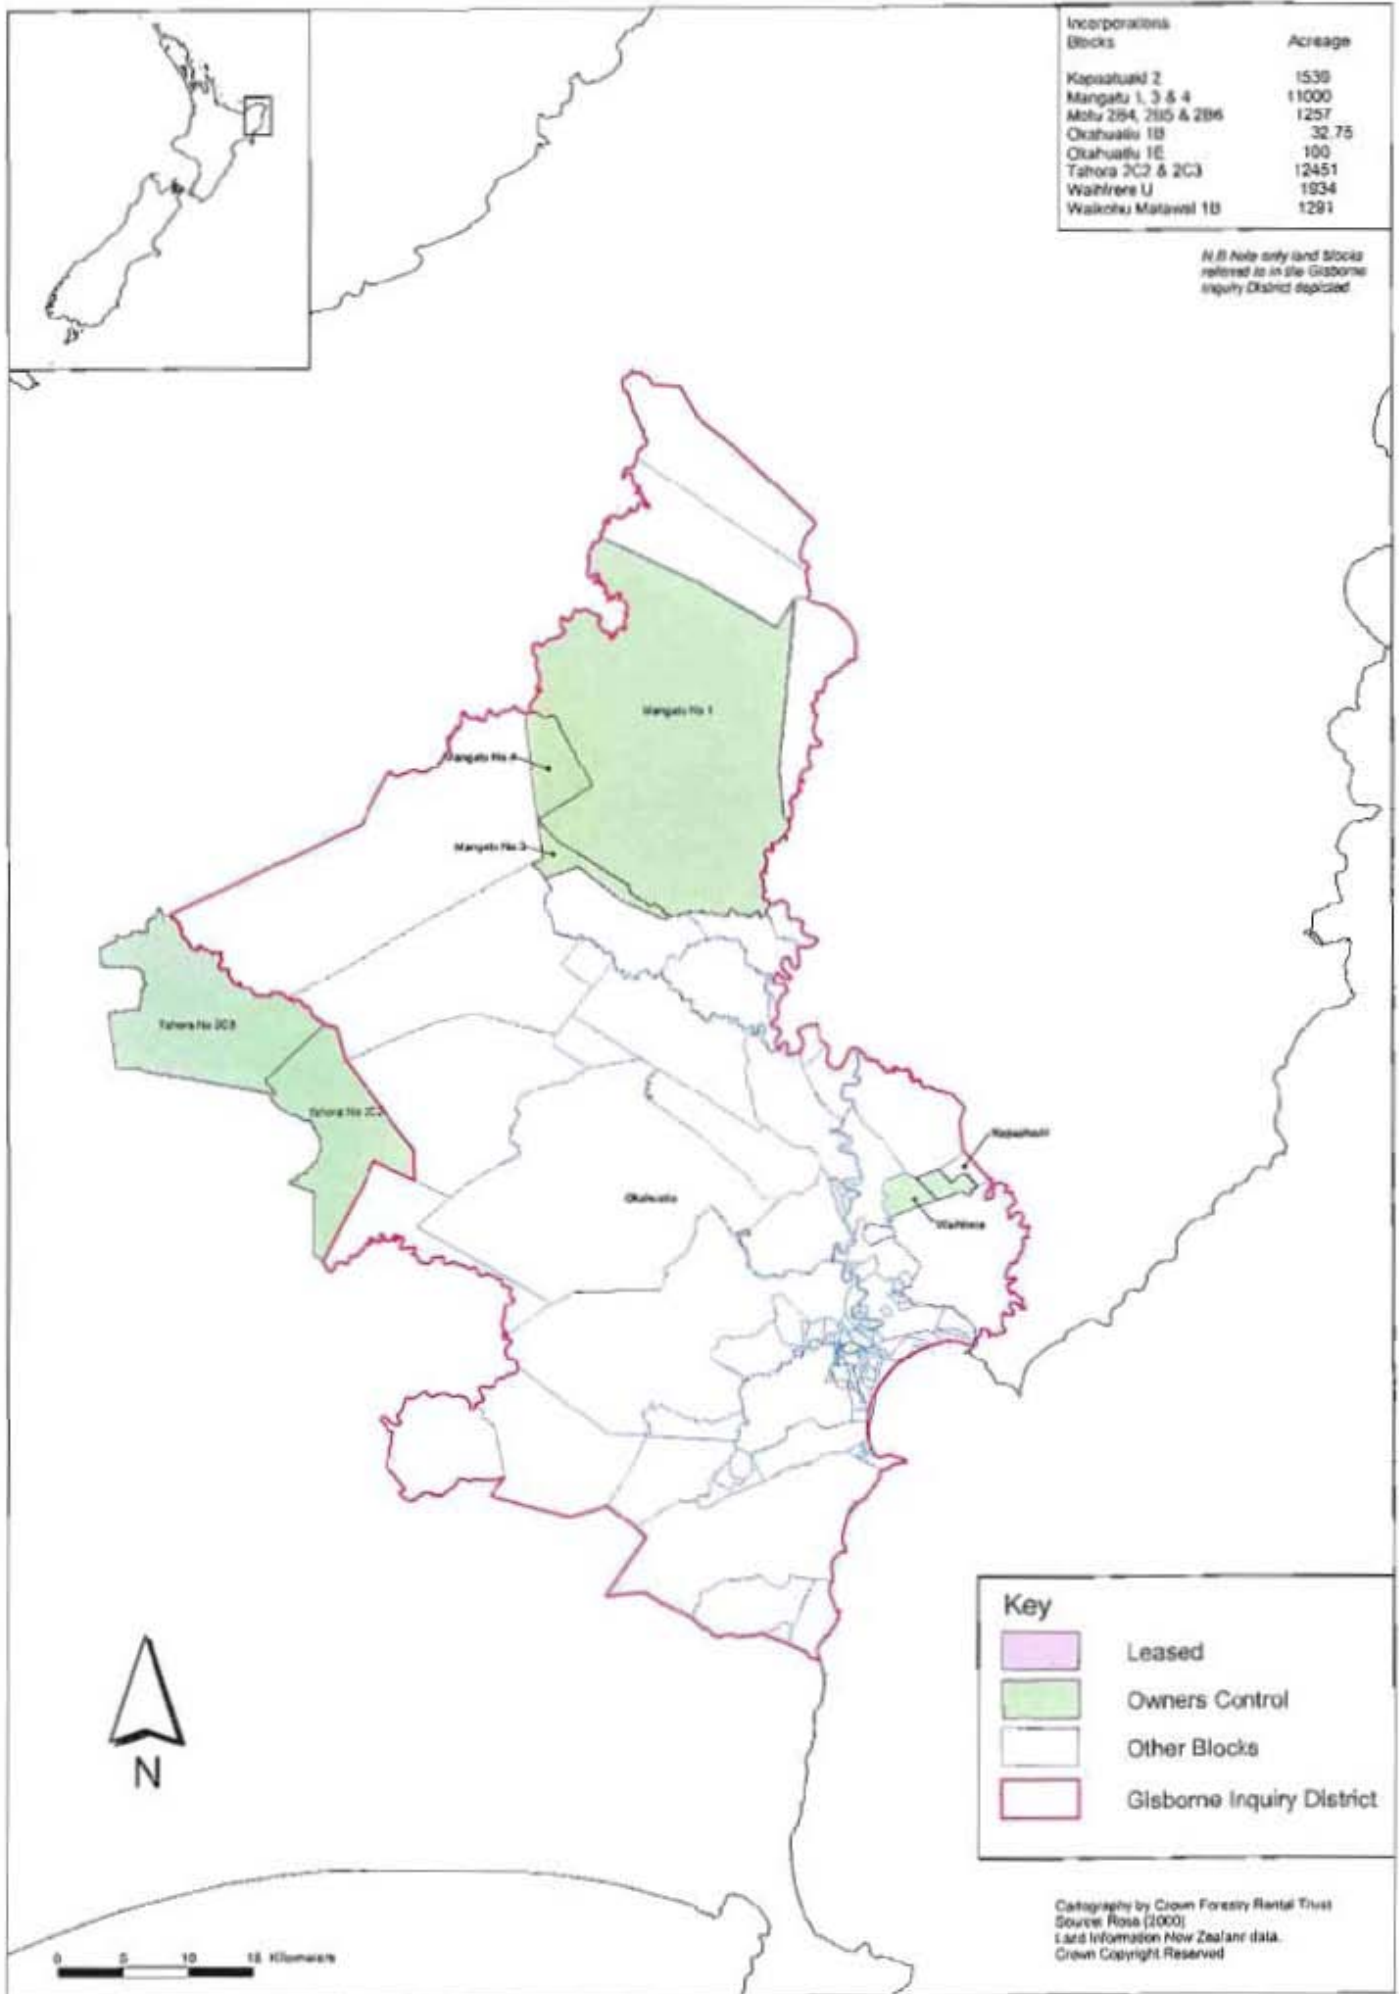 Incorporations
Blocks Acreage
Kapaatuaki 2 1539
Mangatu 1, 3 & 4 11000
Motu 2B4, 2B5 & 2B6 1257
Okahuatiu 1B 32.75
Okahuatiu 1E 100
Tahora 2C2 & 2C3 12451
Waihirere U 1934
Waikohu Matawai 1B 1291
N.B Note only land blocks
referred to in the Gisborne
Inquiry District depicted
Mangatu No 1
Mangatu No 4
Mangatu No 3
Tahora No 2C3
Tahora No 2C2
Okahuatiu
Waihirere
Key
Leased
Owners Control
Other Blocks
Gisborne Inquiry District
N
0 5 10 15 Kilometers
Cartography by Crown Forestry Rental Trust
Source: Rose (2000)
Land Information New Zealand data.
Crown Copyright Reserved